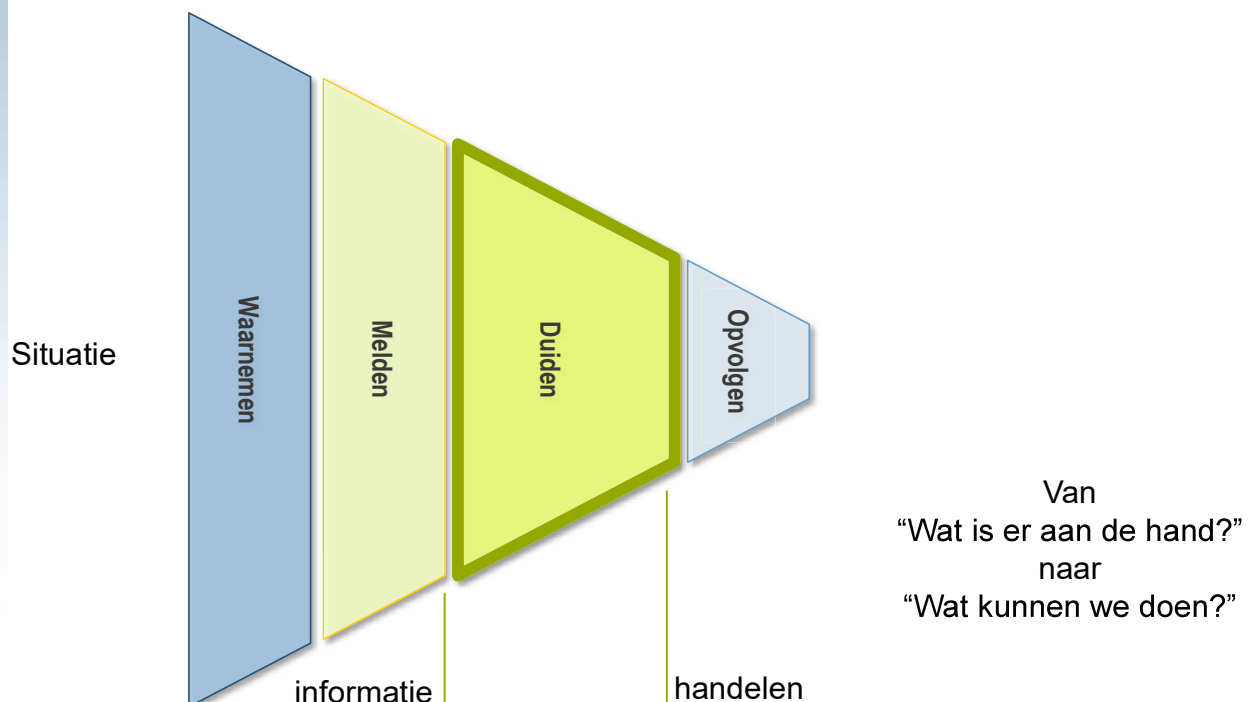 Situatie
Waarnemen
Melden
Duiden
Opvolgen
informatie
handelen
Van
“Wat is er aan de hand?”
naar
“Wat kunnen we doen?”